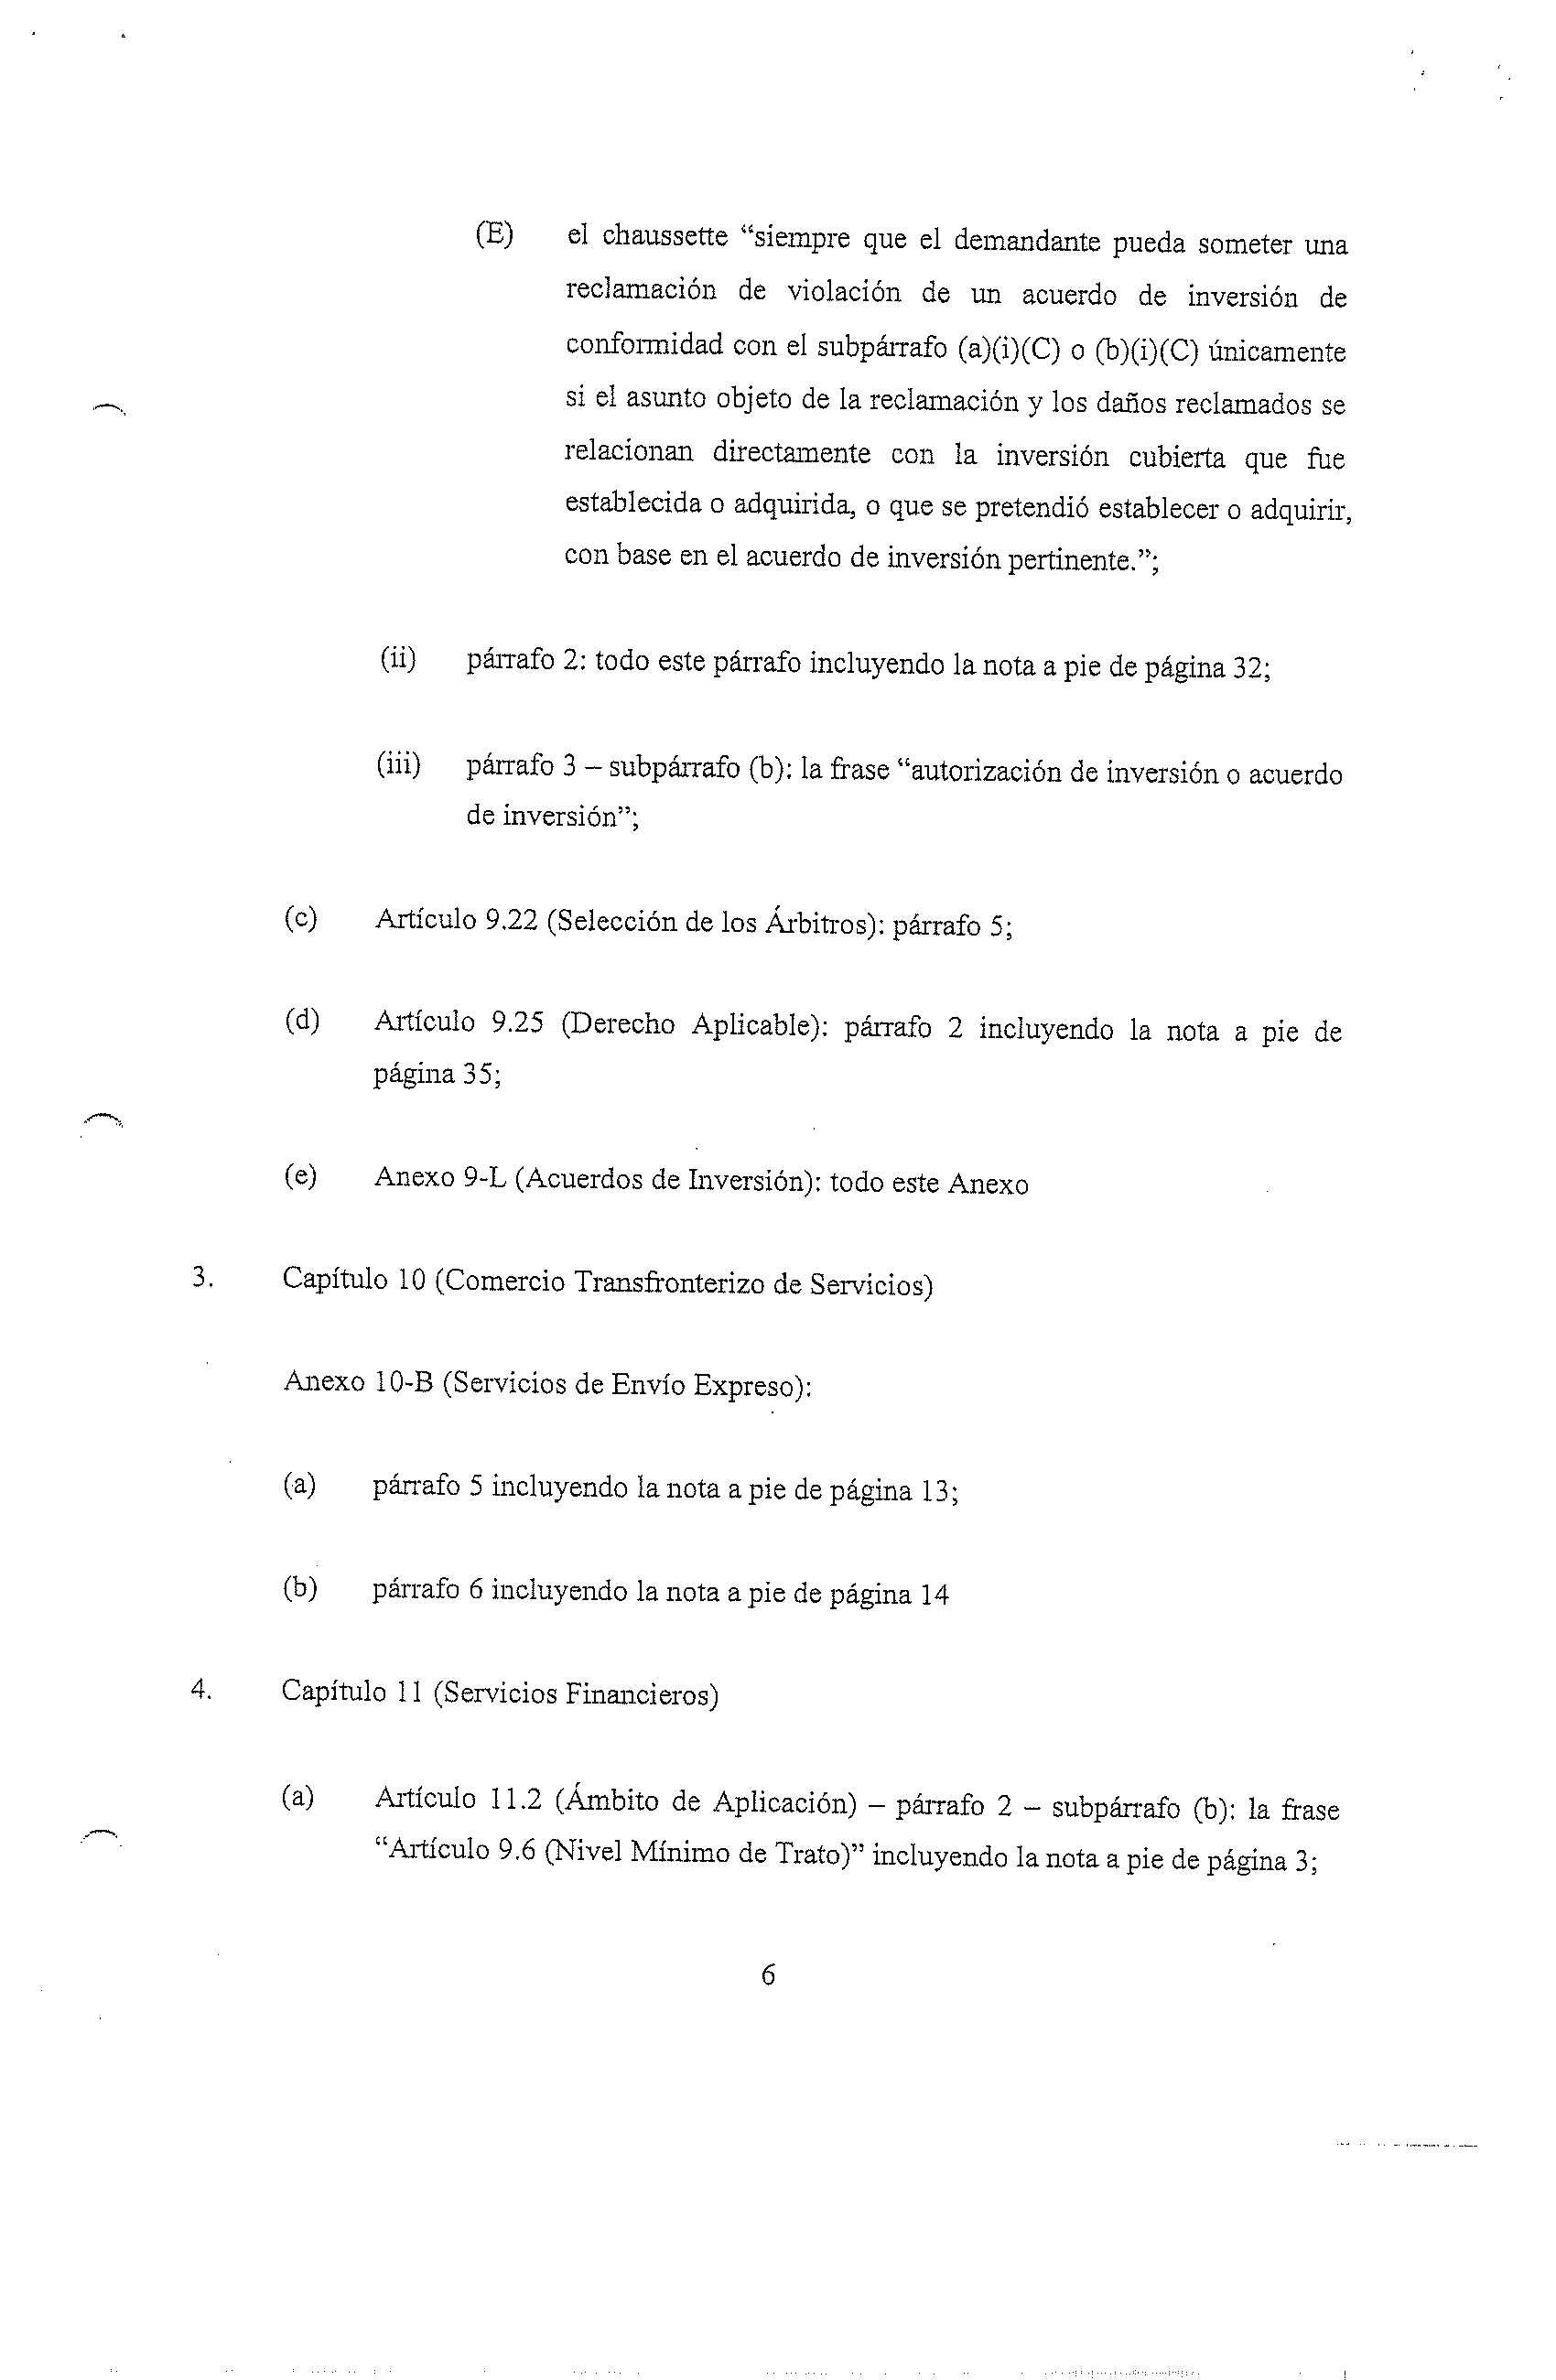 (E) el chaussette “siempre que el demandante pueda someter una
reclamación de violación de un acuerdo de inversión de
conformidad con el subpárrafo (a)(i)(C) o (b)(i)(C) únicamente
si el asunto objeto de la reclamación y los daños reclamados se
relacionan directamente con la inversión cubierta que fue
establecida o adquirida, o que se pretendió establecer o adquirir,
con base en el acuerdo de inversión pertinente.”;
(ii) párrafo 2: todo este párrafo incluyendo la nota a pie de página 32;
(iii) párrafo 3 – subpárrafo (b): la frase “autorización de inversión o acuerdo
de inversión”;
(c) Artículo 9.22 (Selección de los Árbitros): párrafo 5;
(d) Artículo 9.25 (Derecho Aplicable): párrafo 2 incluyendo la nota a pie de
página 35;
(e) Anexo 9-L (Acuerdos de Inversión): todo este Anexo
3. Capítulo 10 (Comercio Transfronterizo de Servicios)
Anexo 10-B (Servicios de Envío Expreso):
(a) párrafo 5 incluyendo la nota a pie de página 13;
(b) párrafo 6 incluyendo la nota a pie de página 14
4. Capítulo 11 (Servicios Financieros)
(a) Artículo 11.2 (Ámbito de Aplicación) – párrafo 2 – subpárrafo (b): la frase
“Artículo 9.6 (Nivel Mínimo de Trato)” incluyendo la nota a pie de página 3;
6